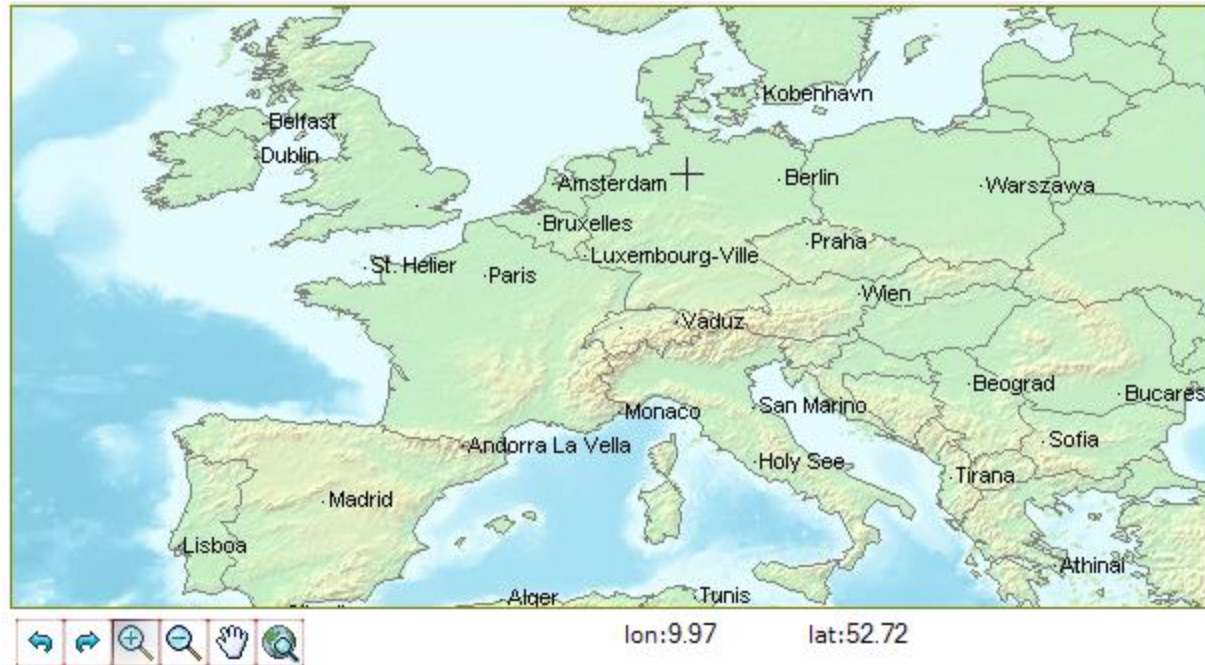 Kobenhavn
Belfast
Dublin
Amsterdam
Berlin
Warszawa
Bruxelles
Praha
Luxembourg-Ville
St. Helier
Paris
Wien
Vaduz
Beograd
Bucares
Monaco
San Marino
Sofia
Andorra La Vella
Holy See
Tirana
Madrid
Lisboa
Athinai
Alger
Tunis
lon:9.97 lat:52.72